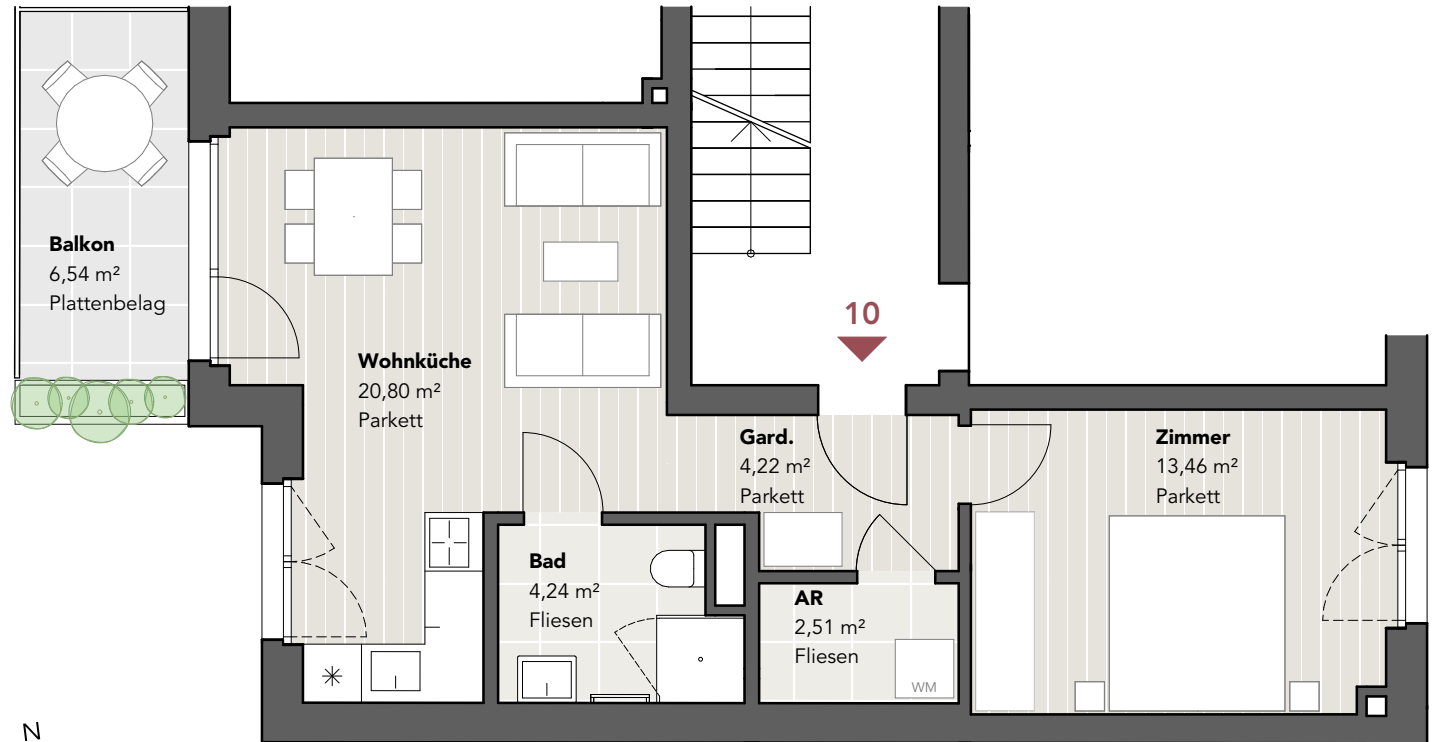 Balkon
6,54 m²
Plattenbelag
Wohnküche
20,80 m²
Parkett
10
Gard.
4,22 m²
Parkett
Zimmer
13,46 m²
Parkett
Bad
4,24 m²
Fliesen
AR
2,51 m²
Fliesen
WM
N